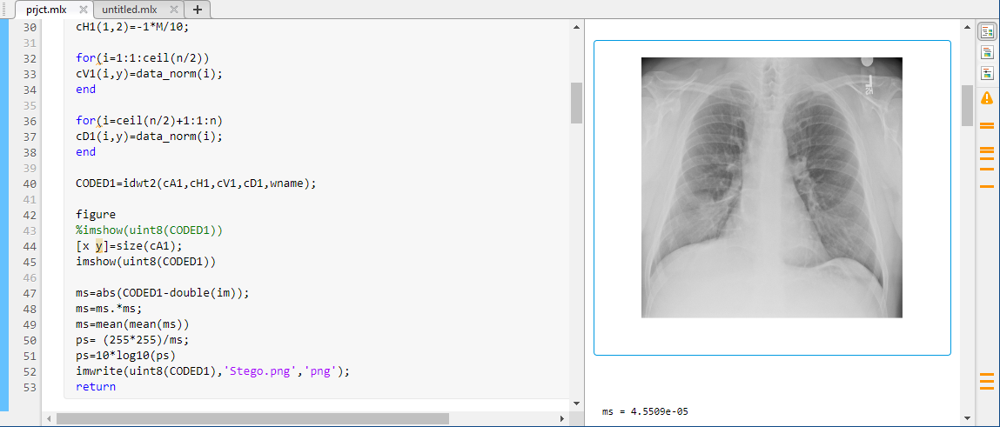 prjct.mlx × untitled.mlx × +
30 cH1(1,2)=-1*M/10;
31
32 for(i=1:1:ceil(n/2))
33 cV1(i,y)=data_norm(i);
34 end
35
36 for(i=ceil(n/2)+1:1:n)
37 cD1(i,y)=data_norm(i);
38 end
39
40 CODED1=idwt2(cA1,cH1,cV1,cD1,wname);
41
42 figure
43 %imshow(uint8(CODED1))
44 [x y]=size(cA1);
45 imshow(uint8(CODED1))
46
47 ms=abs(CODED1-double(im));
48 ms=ms.*ms;
49 ms=mean(mean(ms))
50 ps= (255*255)/ms;
51 ps=10*log10(ps)
52 imwrite(uint8(CODED1),'Stego.png','png');
53 return
ms = 4.5509e-05